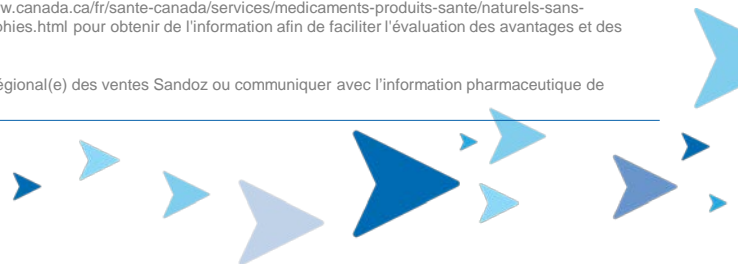 w.canada.ca/fr/sante-canada/services/medicaments-produits-sante/naturels-sans-
phies.html pour obtenir de l'information afin de faciliter l'évaluation des avantages et des
égional(e) des ventes Sandoz ou communiquer avec l'information pharmaceutique de